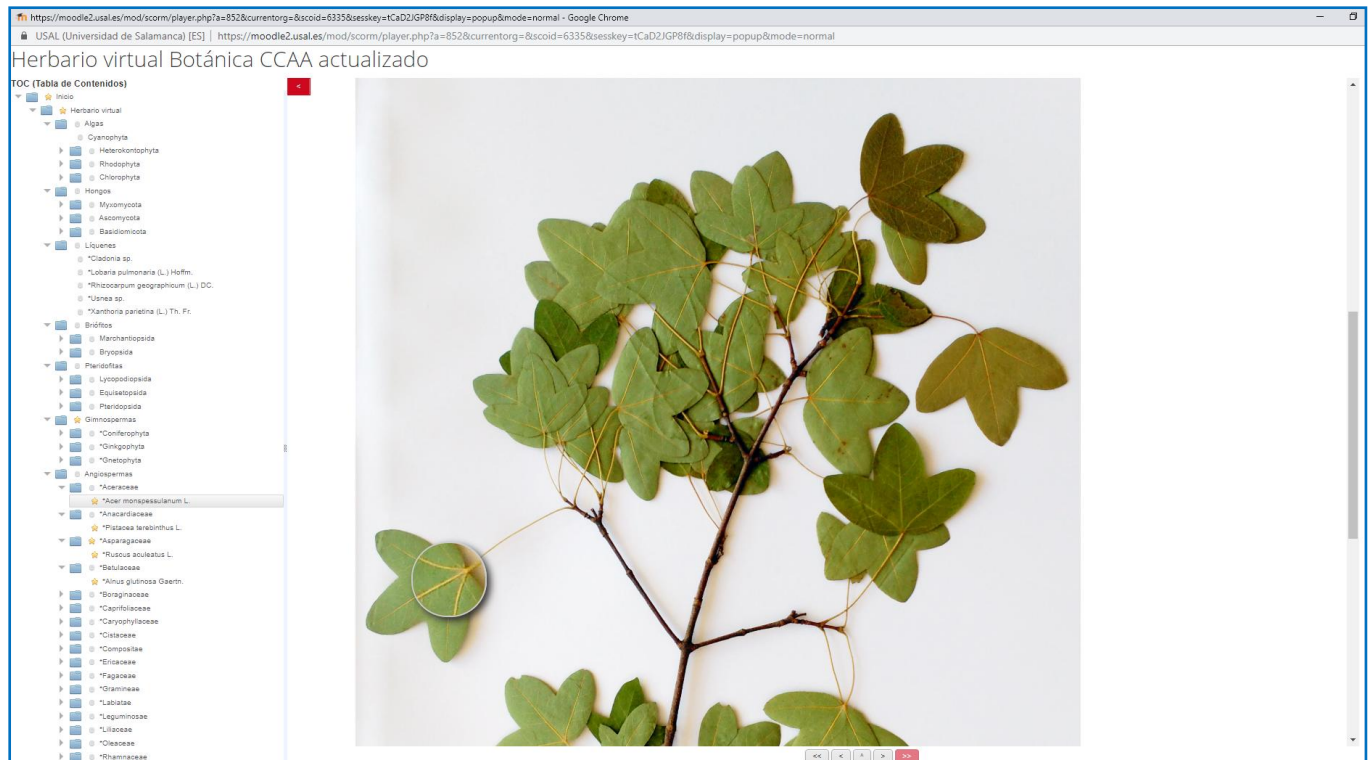 https://moodle2.usal.es/mod/scorm/player.php?a=852&currentorg=&scoid=6335&sesskey=tCaD2JGP8f&display=popup&mode=normal - Google Chrome
USAL (Universidad de Salamanca) [ES] | https://moodle2.usal.es/mod/scorm/player.php?a=852&currentorg=&scoid=6335&sesskey=tCaD2JGP8f&display=popup&mode=normal
Herbario virtual Botánica CCAA actualizado
TOC (Tabla de Contenidos)
<
Inicio
Herbario virtual
Algas
Cyanophyta
Heterokontophyta
Rhodophyta
Chlorophyta
Hongos
Myxomycota
Ascomycota
Basidiomicota
Líquenes
*Cladonia sp.
*Lobaria pulmonaria (L.) Hoffm.
*Rhizocarpum geographicum (L.) DC.
*Usnea sp.
*Xanthoria parietina (L.) Th. Fr.
Briófitos
Marchantiopsida
Bryopsida
Pteridofitas
Lycopodiopsida
Equisetopsida
Pteridopsida
Gimnospermas
*Coniferophyta
*Ginkgophyta
*Gnetophyta
Angiospermas
*Aceraceae
*Acer monspessulanum L.
*Anacardiaceae
*Pistacea terebinthus L.
*Asparagaceae
*Ruscus aculeatus L.
*Betulaceae
*Alnus glutinosa Gaertn.
*Boraginaceae
*Caprifoliaceae
*Caryophyllaceae
*Cistaceae
*Compositae
*Ericaceae
*Fagaceae
*Gramineae
*Labiatae
*Leguminosae
*Liliaceae
*Oleaceae
*Rhamnaceae
<< < ^ > >>